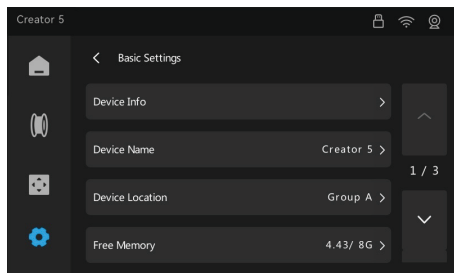 Creator 5
Basic Settings
Device Info
Device Name Creator 5
1 / 3
Device Location Group A
Free Memory 4.43/ 8G